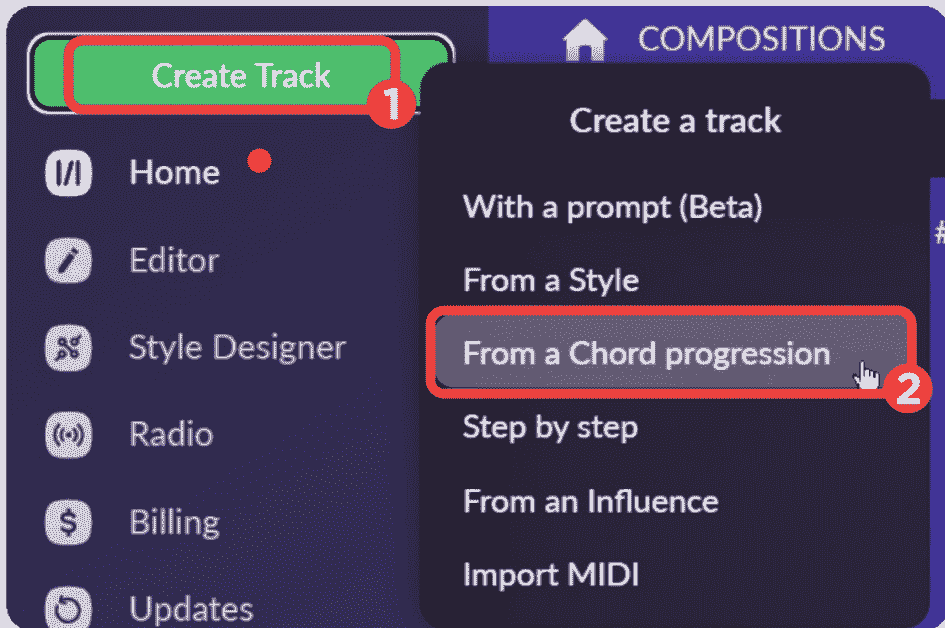 Create Track
1
Home
Editor
Style Designer
Radio
Billing
Updates
COMPOSITIONS
Create a track
With a prompt (Beta)
From a Style
From a Chord progression
2
Step by step
From an Influence
Import MIDI
#